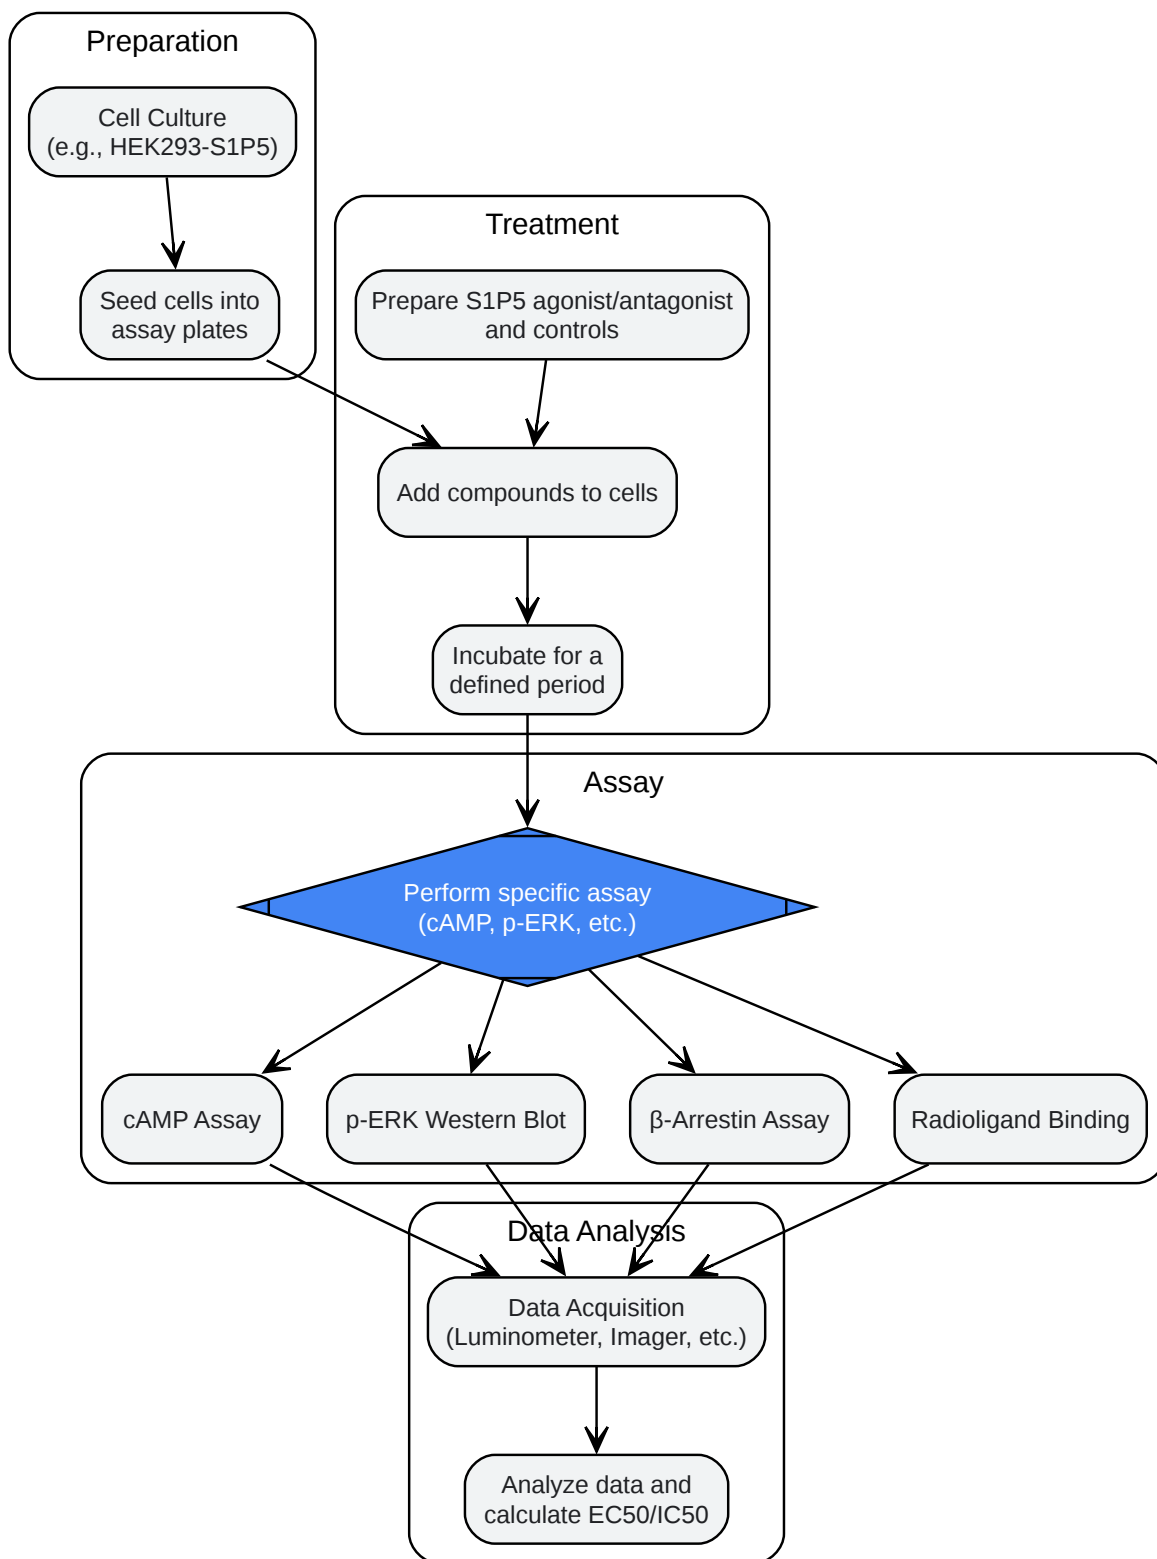 Preparation
Cell Culture
(e.g., HEK293-S1P5)
Seed cells into
assay plates
Treatment
Prepare S1P5 agonist/antagonist
and controls
Add compounds to cells
Incubate for a
defined period
Assay
Perform specific assay
(cAMP, p-ERK, etc.)
cAMP Assay
p-ERK Western Blot
β-Arrestin Assay
Radioligand Binding
Data Analysis
Data Acquisition
(Luminometer, Imager, etc.)
Analyze data and
calculate EC50/IC50